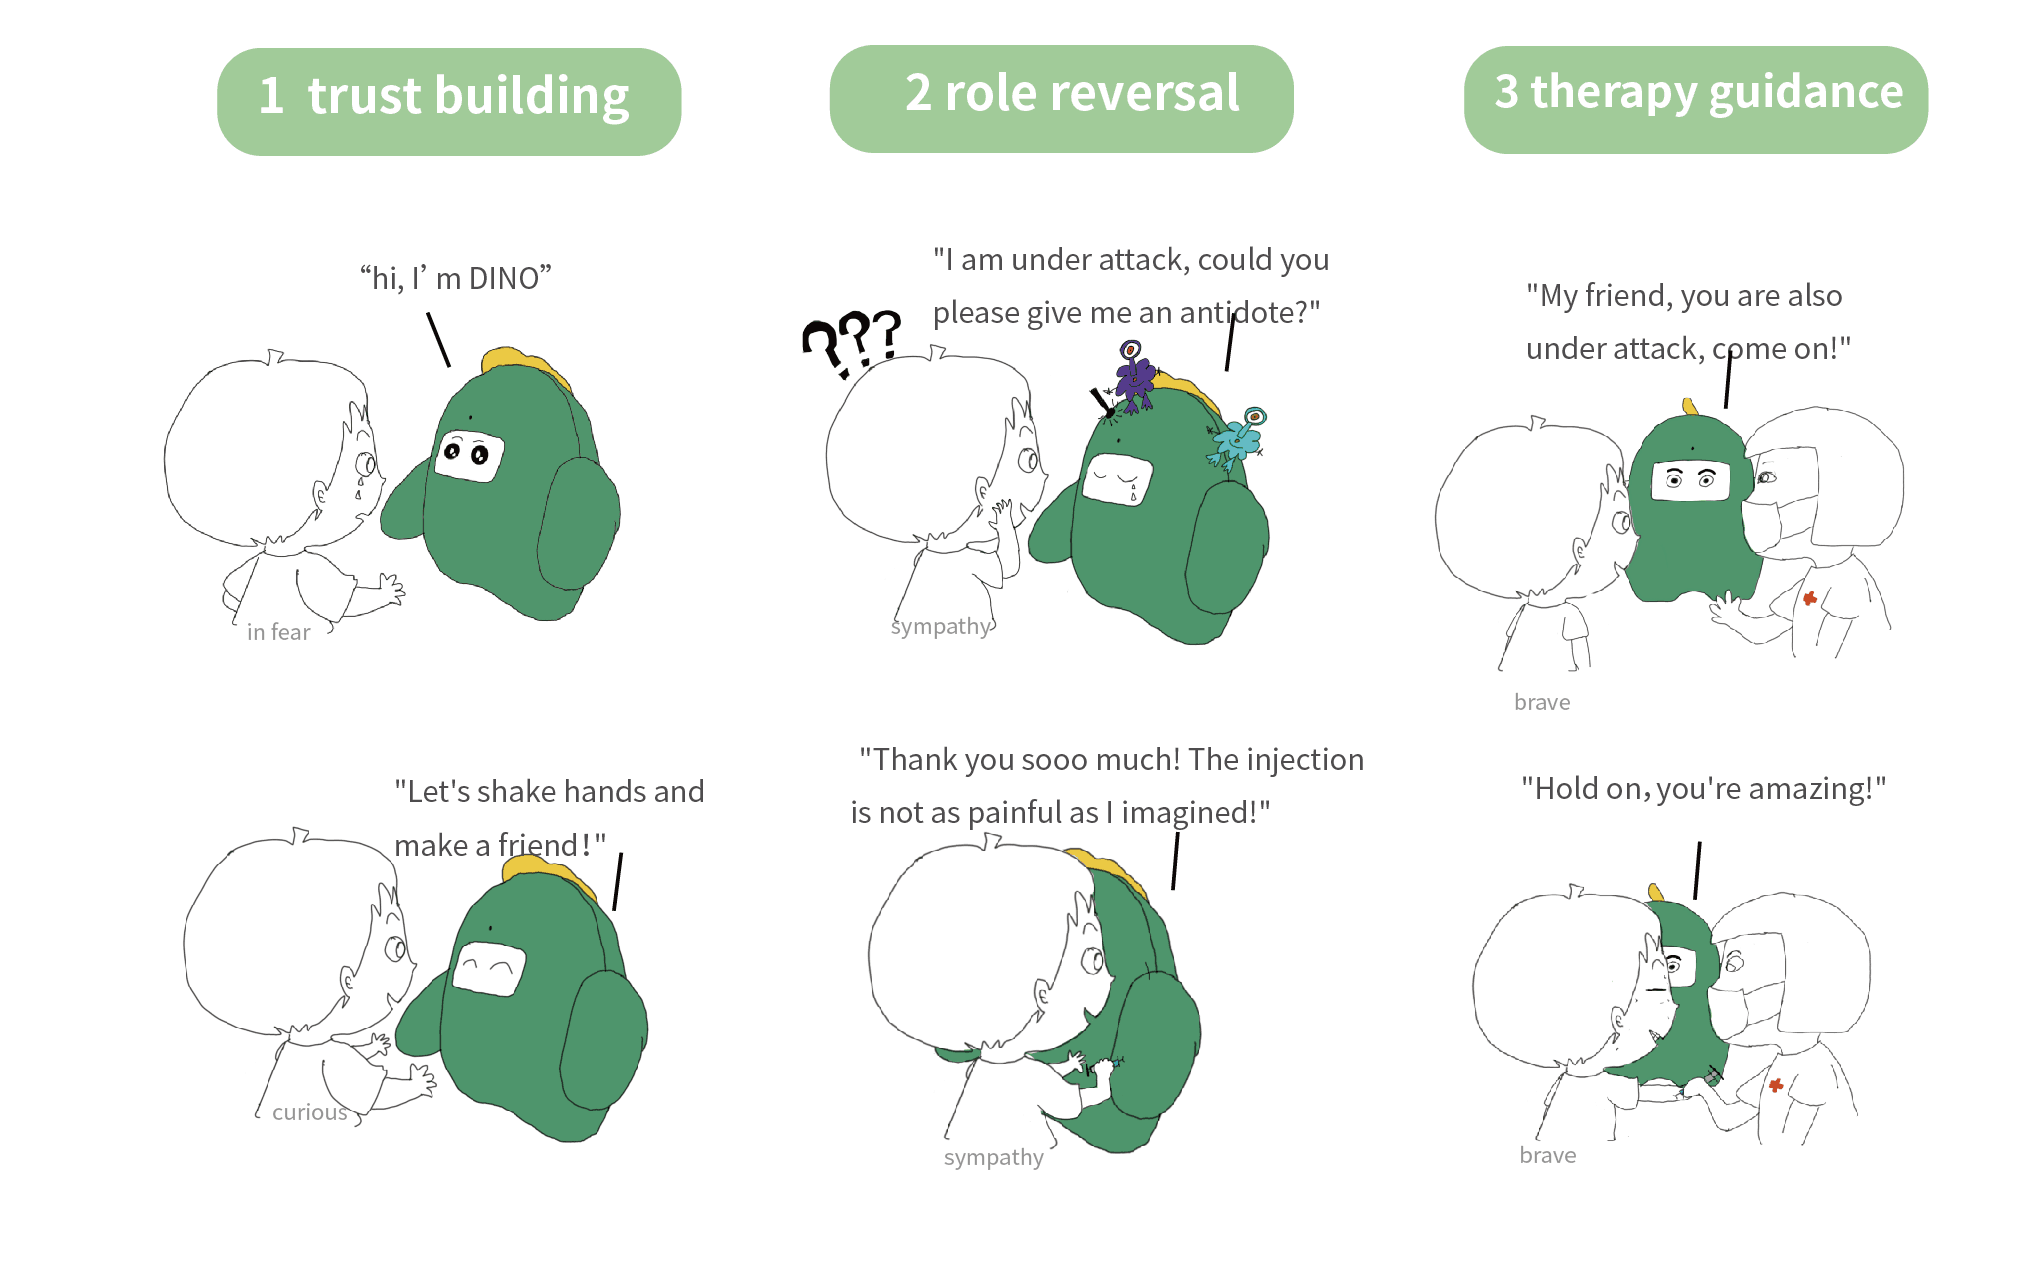 1 trust building
“hi, I’ m DINO”
in fear
"Let's shake hands and
make a friend!"
curious
2 role reversal
"I am under attack, could you
please give me an antidote?"
???
sympathy
"Thank you sooo much! The injection
is not as painful as I imagined!"
sympathy
3 therapy guidance
"My friend, you are also
under attack, come on!"
brave
"Hold on, you're amazing!"
brave